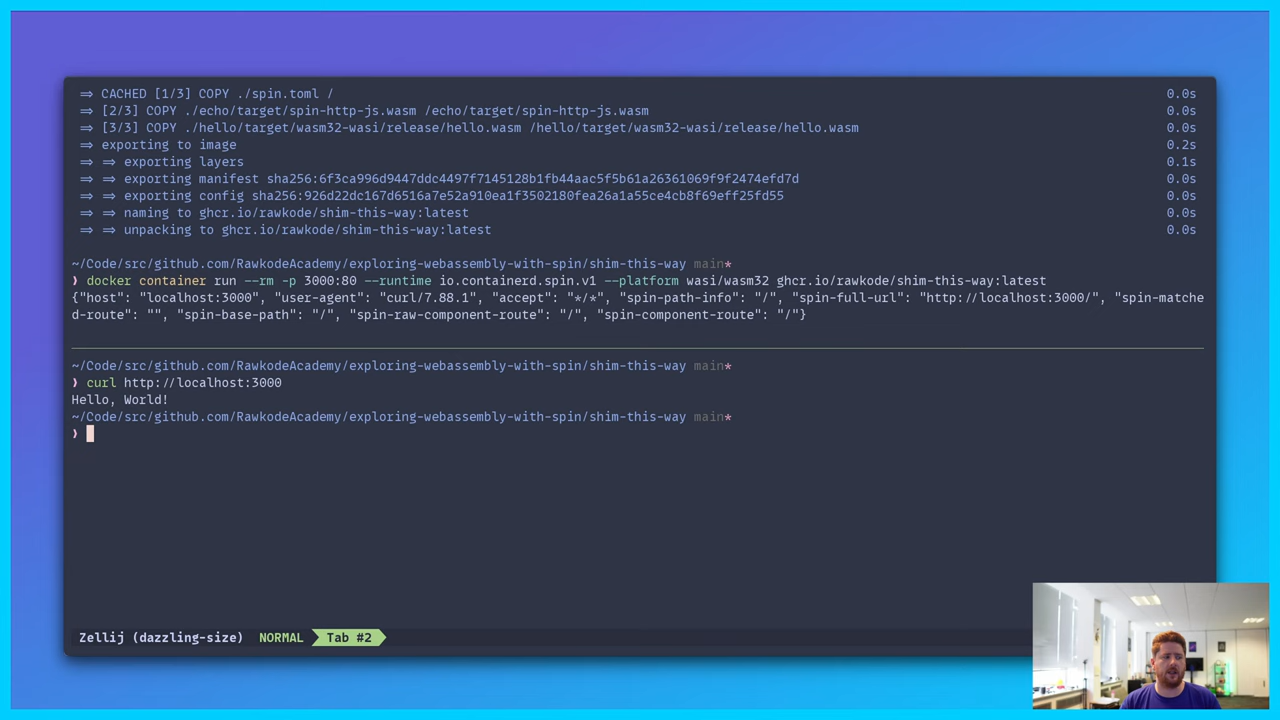 ⇒ CACHED [1/3] COPY ./spin.toml / 0.0s
⇒ [2/3] COPY ./echo/target/spin-http-js.wasm /echo/target/spin-http-js.wasm 0.0s
⇒ [3/3] COPY ./hello/target/wasm32-wasi/release/hello.wasm /hello/target/wasm32-wasi/release/hello.wasm 0.0s
⇒ exporting to image 0.2s
⇒ ⇒ exporting layers 0.1s
⇒ ⇒ exporting manifest sha256:6f3ca996d9447ddc4497f7145128b1fb44aac5f5b61a26361069f9f2474efd7d 0.0s
⇒ ⇒ exporting config sha256:926d22dc167d6516a7e52a910ea1f3502180fea26a1a55ce4cb8f69eff25fd55 0.0s
⇒ ⇒ naming to ghcr.io/rawkode/shim-this-way:latest 0.0s
⇒ ⇒ unpacking to ghcr.io/rawkode/shim-this-way:latest 0.0s
~/Code/src/github.com/RawkodeAcademy/exploring-webassembly-with-spin/shim-this-way main*
❯ docker container run --rm -p 3000:80 --runtime io.containerd.spin.v1 --platform wasi/wasm32 ghcr.io/rawkode/shim-this-way:latest
{"host": "localhost:3000", "user-agent": "curl/7.88.1", "accept": "*/*", "spin-path-info": "/", "spin-full-url": "http://localhost:3000/", "spin-matche
d-route": "", "spin-base-path": "/", "spin-raw-component-route": "/", "spin-component-route": "/"}
~/Code/src/github.com/RawkodeAcademy/exploring-webassembly-with-spin/shim-this-way main*
❯ curl http://localhost:3000
Hello, World!
~/Code/src/github.com/RawkodeAcademy/exploring-webassembly-with-spin/shim-this-way main*
❯
Zellij (dazzling-size) NORMAL Tab #2